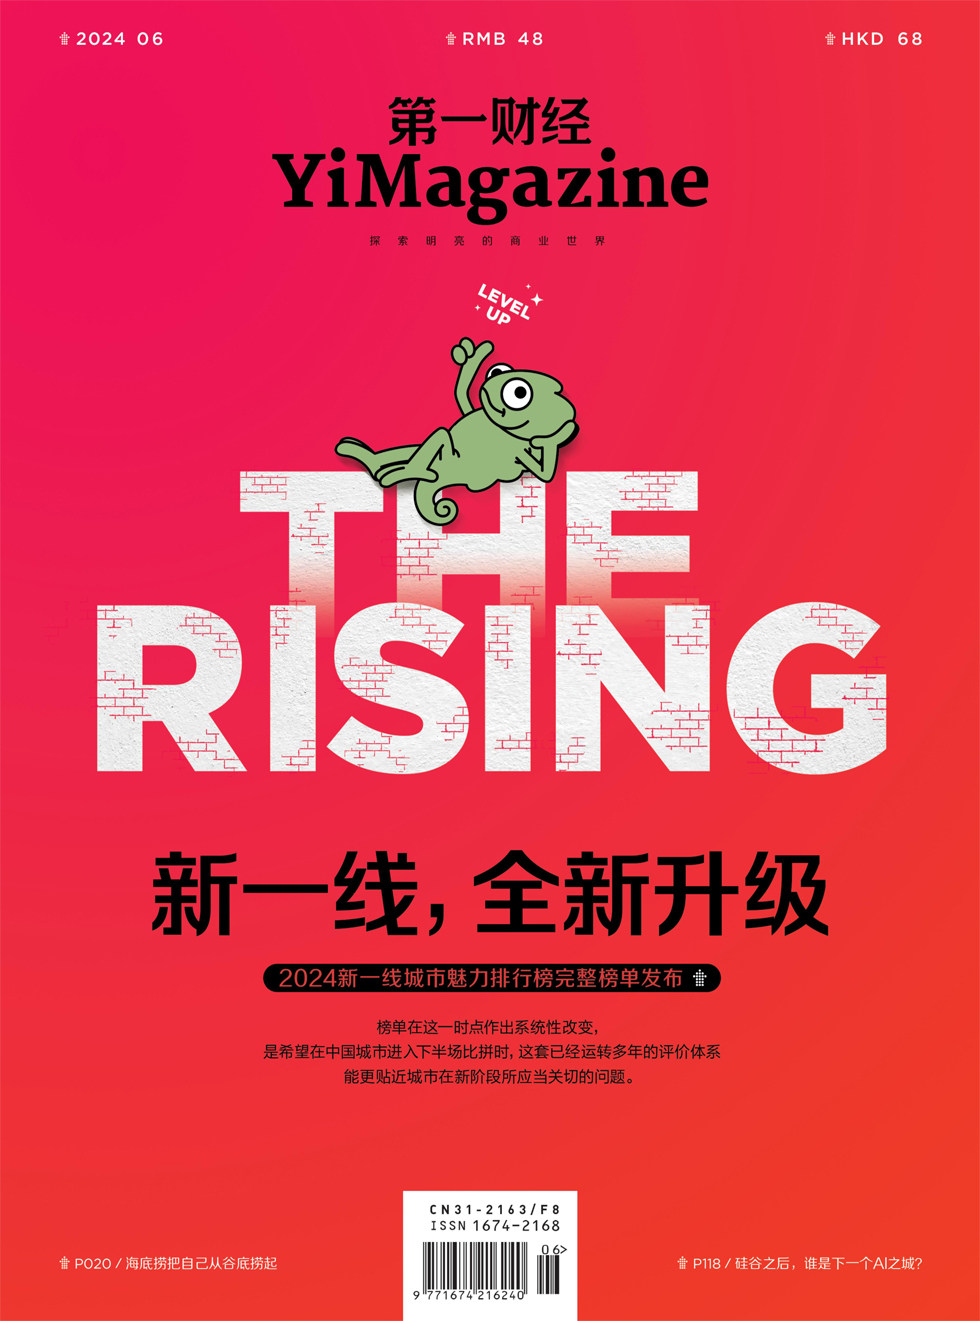 2024 06
RMB 48
HKD 68
第一财经
YiMagazine
探索明亮的商业世界
LEVEL
UP
THE
RISING
新一线，全新升级
2024新一线城市魅力排行榜完整榜单发布
榜单在这一时点作出系统性改变，
是希望在中国城市进入下半场比拼时，这套已经运转多年的评价体系
能更贴近城市在新阶段所应当关切的问题。
CN31-2163/F8
ISSN 1674-2168
06>
9 771674 216240
P020 / 海底捞把自己从谷底捞起
P118 / 硅谷之后，谁是下一个AI之城？